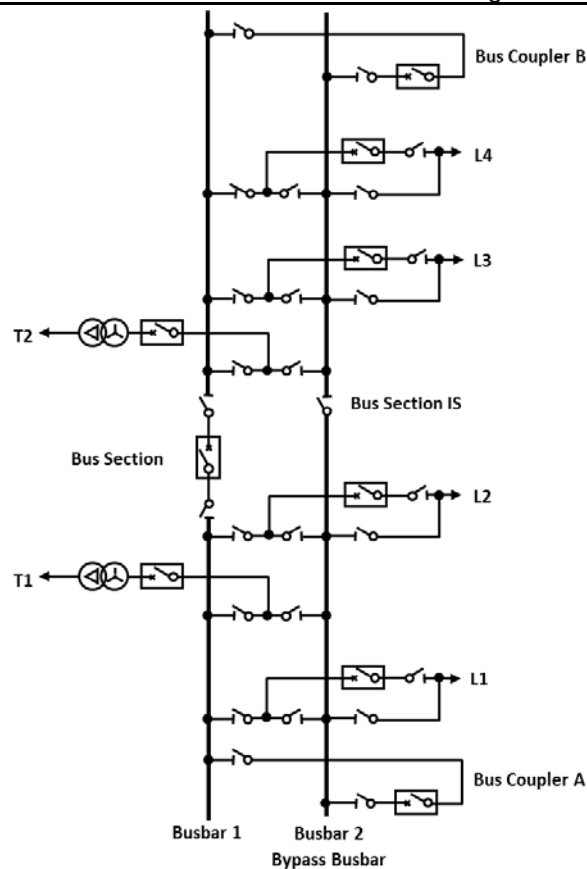 Bus Coupler B
L4
L3
T2
Bus Section IS
Bus Section
L2
T1
L1
Bus Coupler A
Busbar 1
Busbar 2
Bypass Busbar